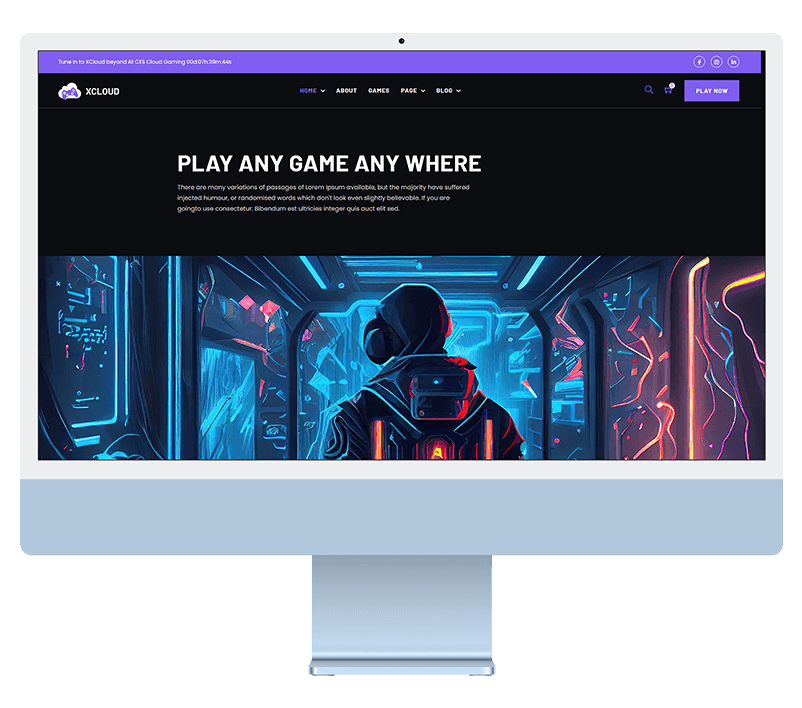 Tune in to XCloud beyond At CES Cloud Gaming 00d:07h:39m:44s
XCLOUD
HOME ABOUT GAMES PAGE BLOG
PLAY NOW
PLAY ANY GAME ANY WHERE
There are many variations of passages of Lorem Ipsum available, but the majority have suffered
injected humour, or randomised words which don't look even slightly believable. If you are
goingto use consectetur. Bibendum est ultricies integer quis auct elit sed.